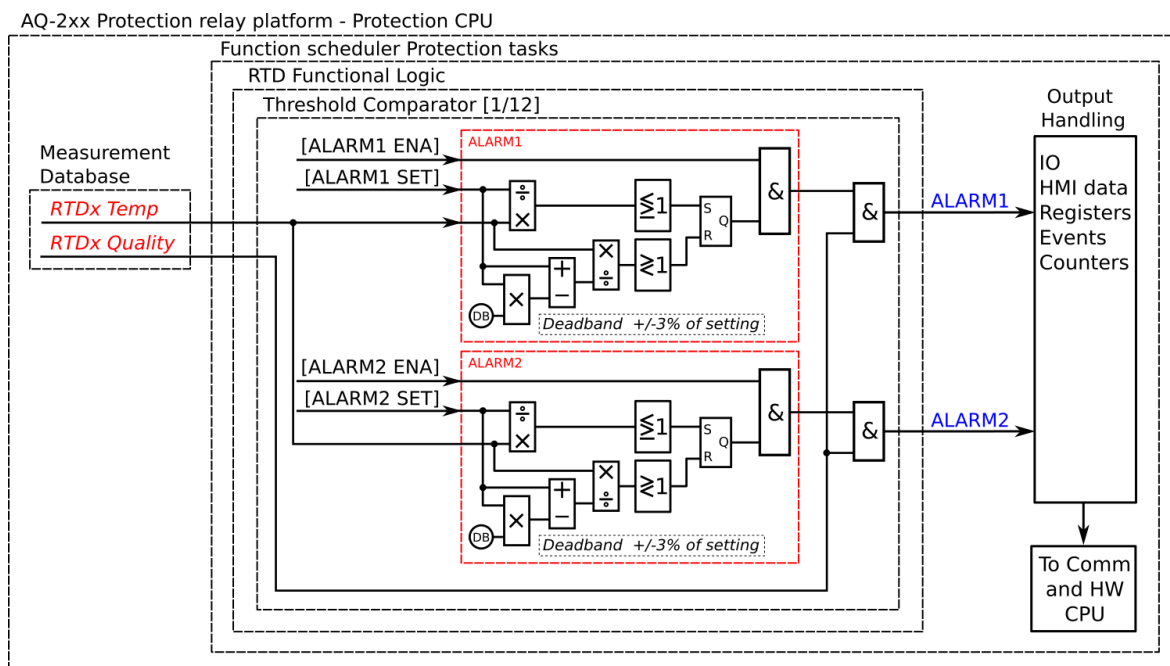 AQ-2xx Protection relay platform - Protection CPU
Function scheduler Protection tasks
RTD Functional Logic
Threshold Comparator [1/12]
Measurement
Database
RTDx Temp
RTDx Quality
[ALARM1 ENA]
[ALARM1 SET]
ALARM1
÷
×
≦1
S
Q
R
×
÷
≷1
+
−
×
DB
Deadband +/-3% of setting
&
&
ALARM1
[ALARM2 ENA]
[ALARM2 SET]
ALARM2
÷
×
≦1
S
Q
R
×
÷
≷1
+
−
×
DB
Deadband +/-3% of setting
&
&
ALARM2
Output
Handling
IO
HMI data
Registers
Events
Counters
To Comm
and HW
CPU